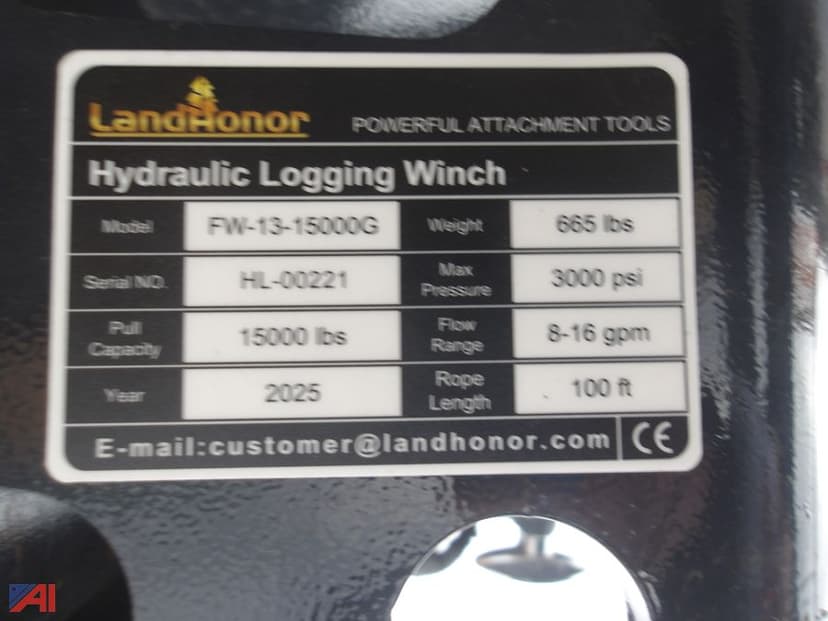 LandHonor POWERFUL ATTACHMENT TOOLS
Hydraulic Logging Winch
Model FW-13-15000G Weight 665 lbs
Serial NO. HL-00221 Max Pressure 3000 psi
Pull Capacity 15000 lbs Flow Range 8-16 gpm
Year 2025 Rope Length 100 ft
E-mail:customer@landhonor.com CE
AI